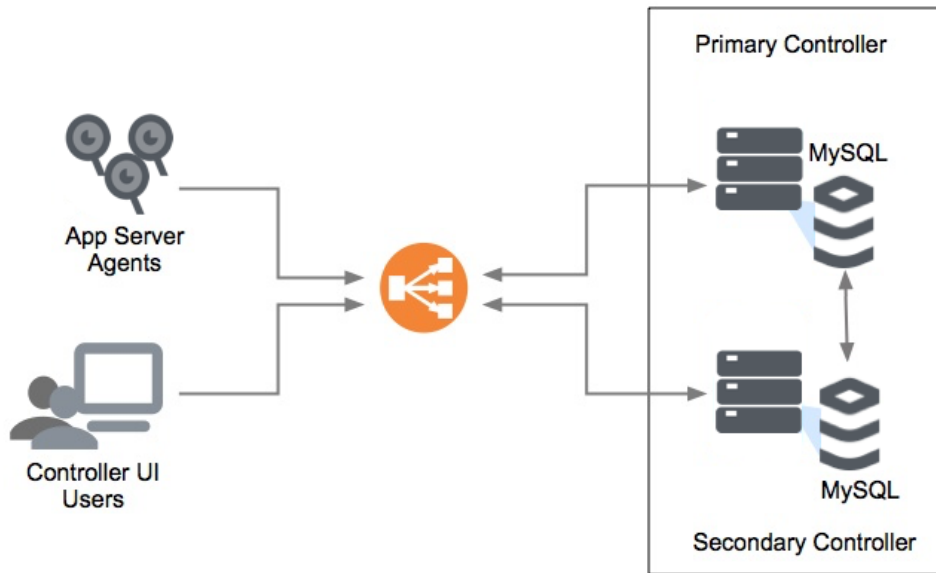 Primary Controller
MySQL
App Server
Agents
Controller UI
Users
MySQL
Secondary Controller